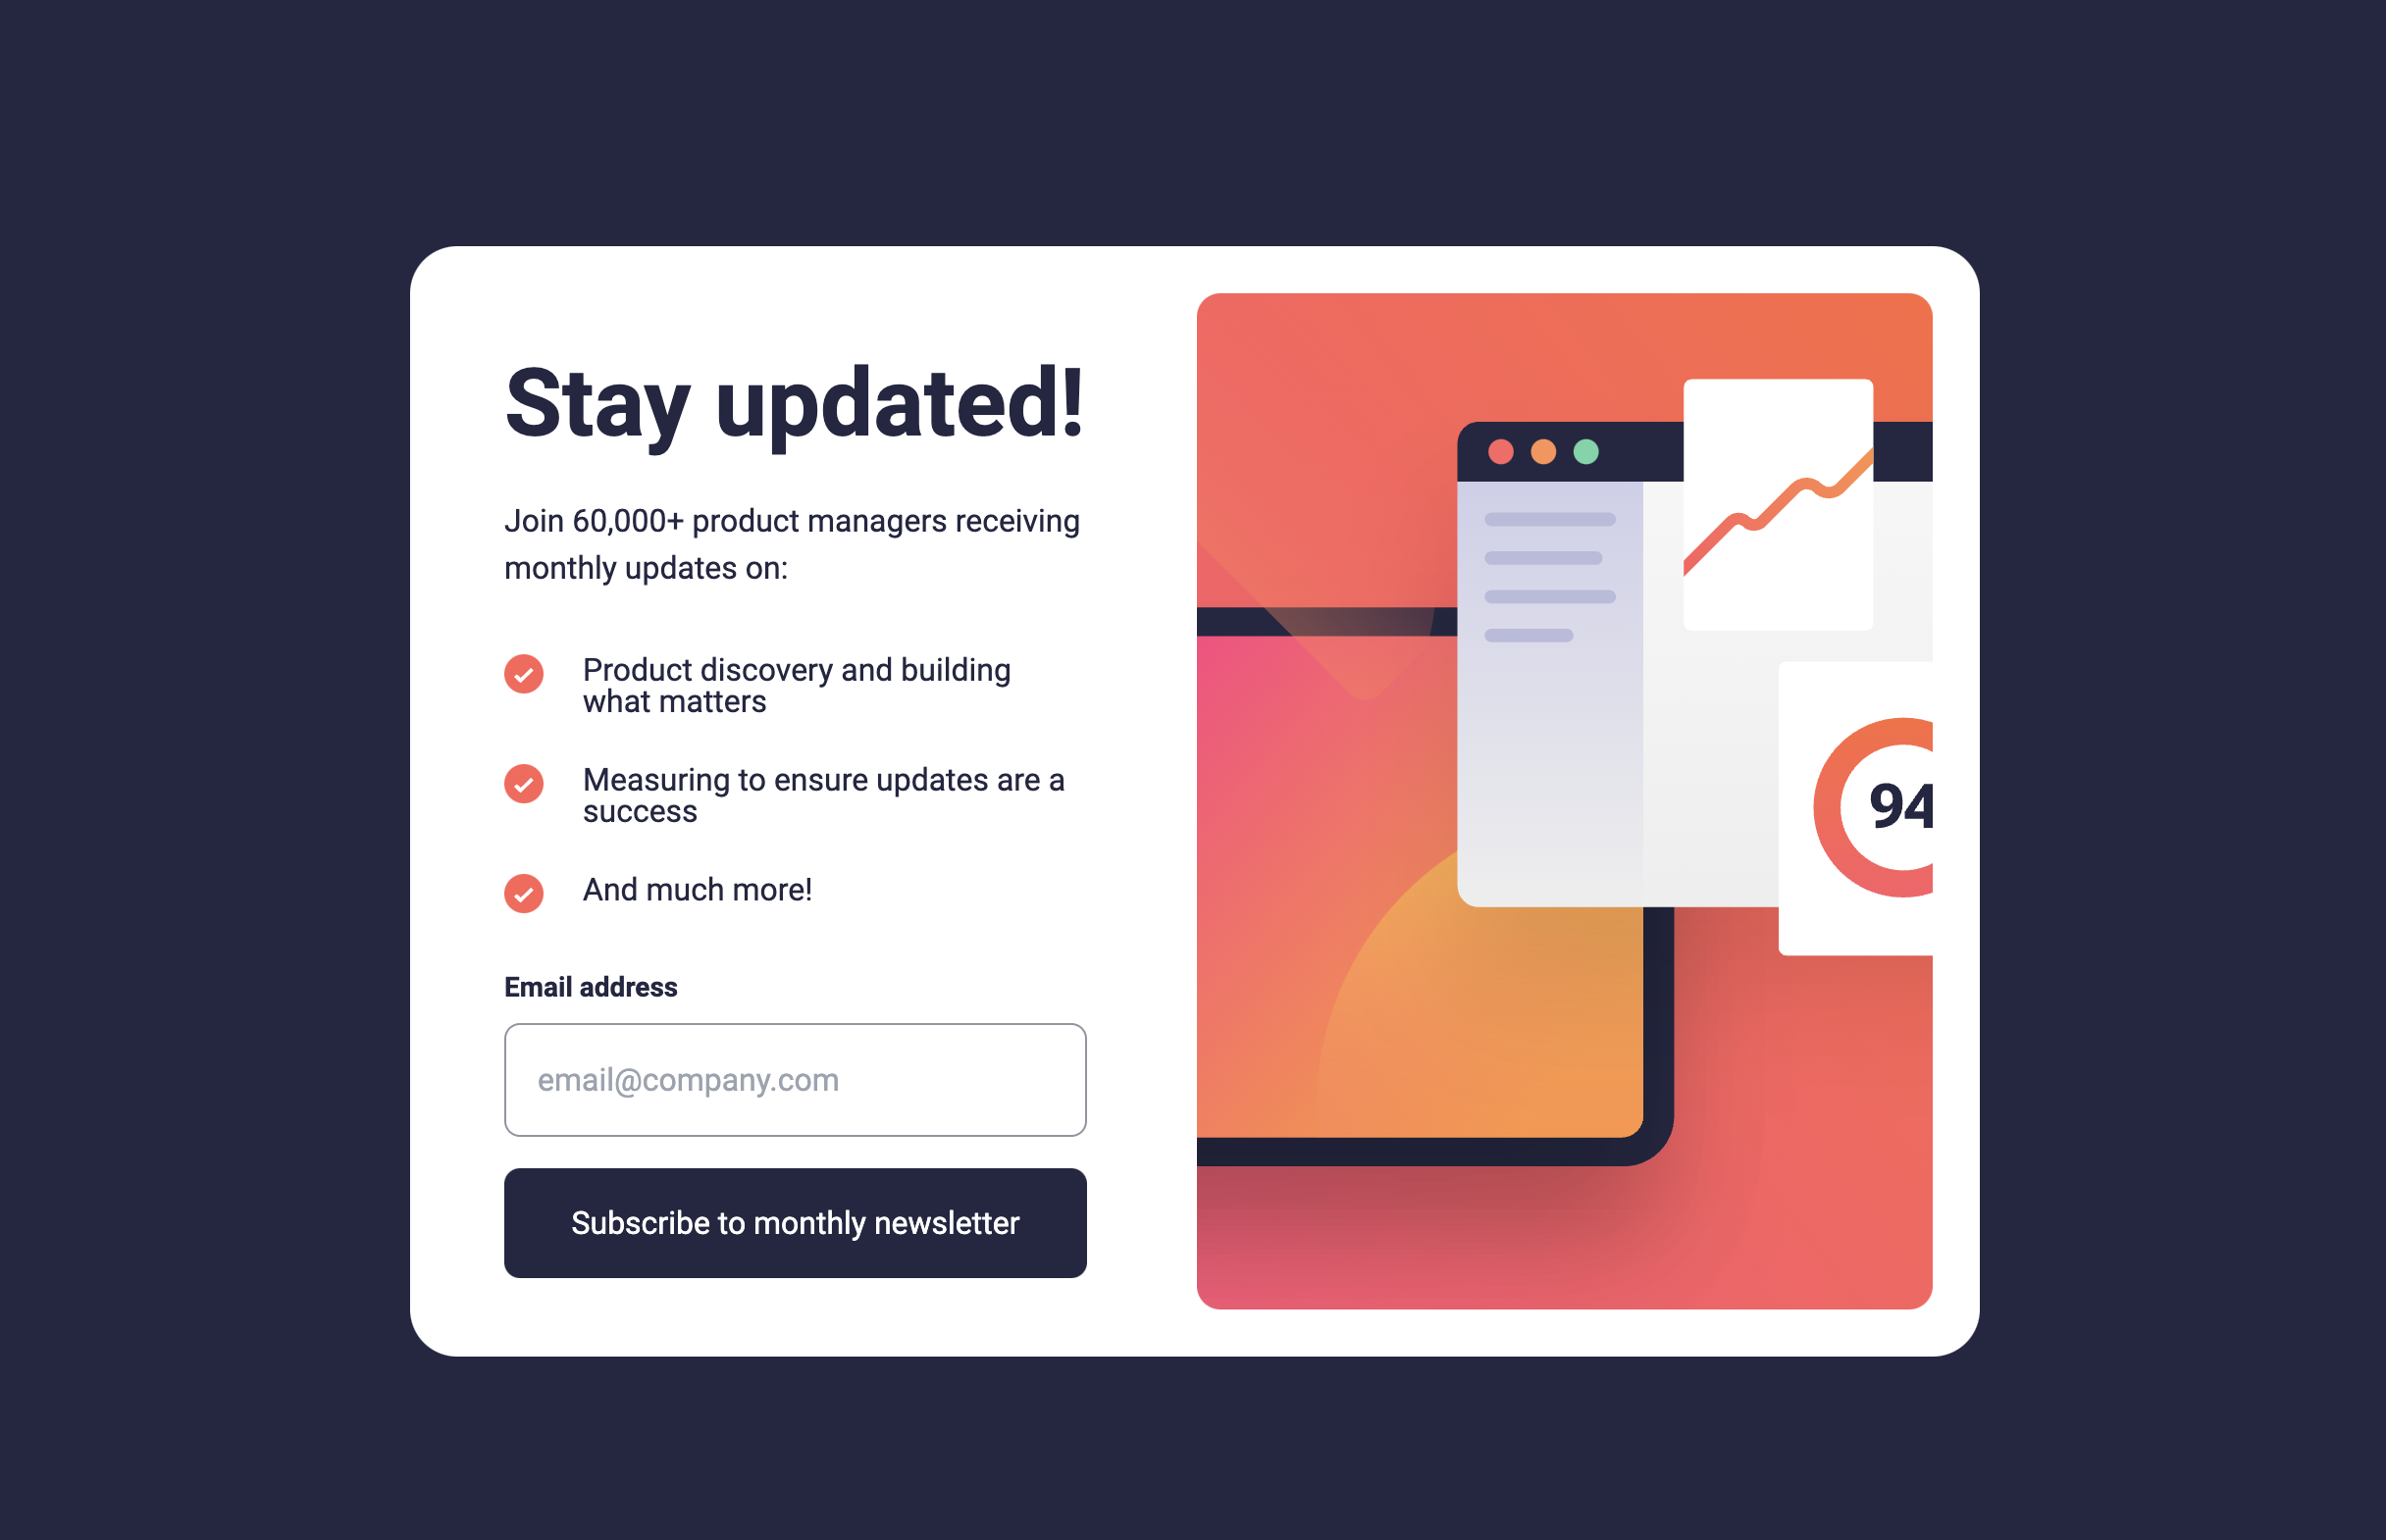 Stay updated!
Join 60,000+ product managers receiving
monthly updates on:
Product discovery and building
what matters
Measuring to ensure updates are a
success
And much more!
Email address
email@company.com
Subscribe to monthly newsletter
94